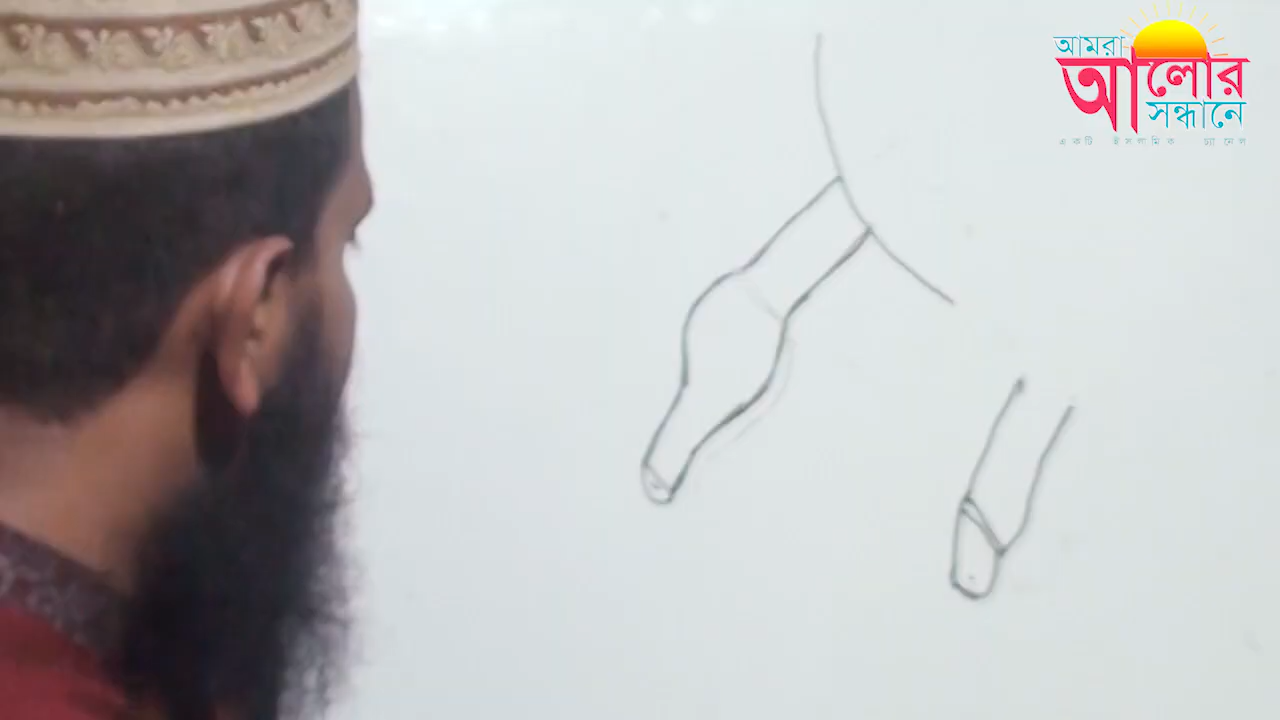 আমরা
আলোর
সন্ধানে
একটি ইসলামিক চ্যানেল